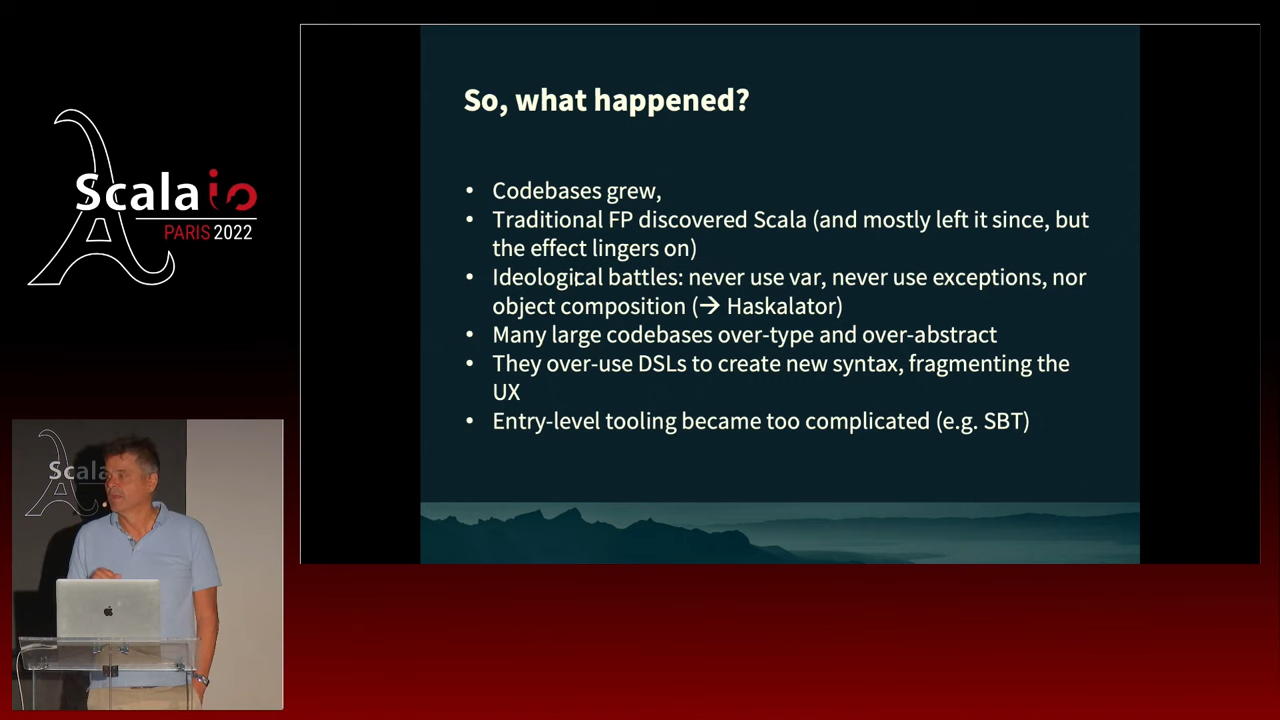 Scala io
PARIS 2022
So, what happened?
• Codebases grew,
• Traditional FP discovered Scala (and mostly left it since, but
the effect lingers on)
• Ideological battles: never use var, never use exceptions, nor
object composition (→ Haskalator)
• Many large codebases over-type and over-abstract
• They over-use DSLs to create new syntax, fragmenting the
UX
• Entry-level tooling became too complicated (e.g. SBT)
Scala